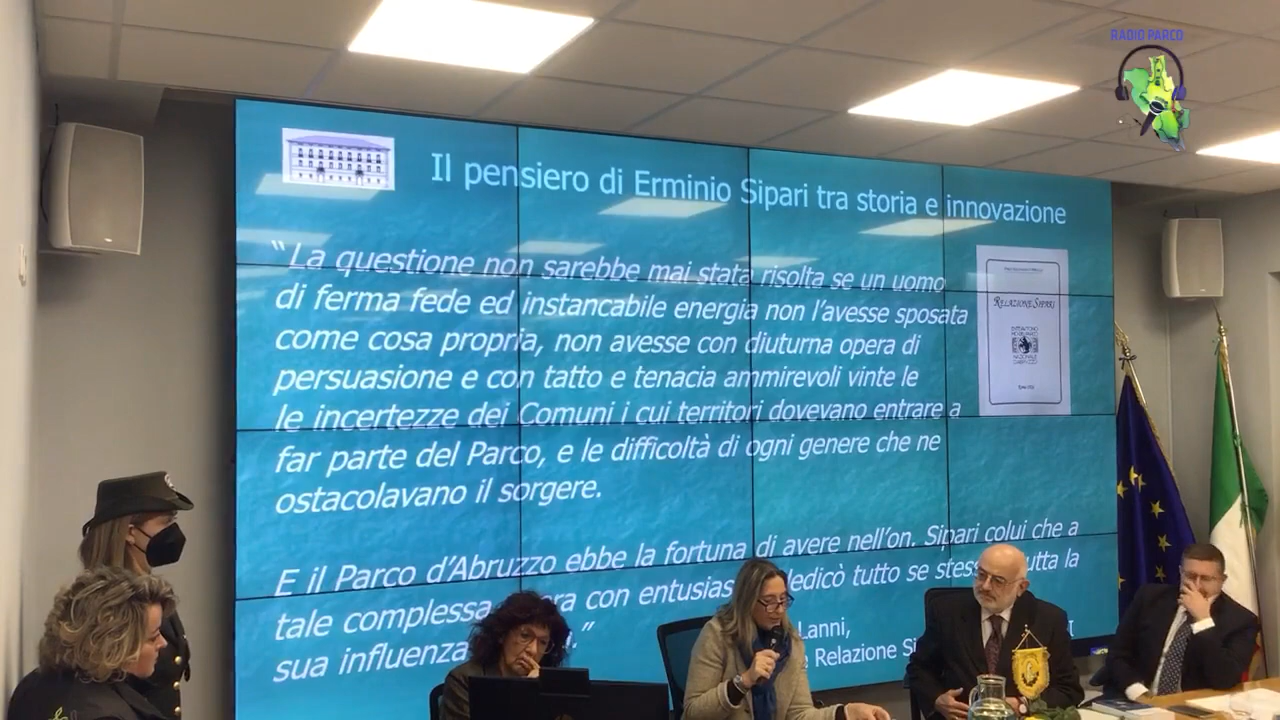 RADIO PARCO
Il pensiero di Erminio Sipari tra storia e innovazione
"La questione non sarebbe mai stata risolta se un uomo
di ferma fede ed instancabile energia non l'avesse sposata
come cosa propria, non avesse con diuturna opera di
persuasione e con tatto e tenacia ammirevoli vinte le
le incertezze dei Comuni i cui territori dovevano entrare a
far parte del Parco, e le difficoltà di ogni genere che ne
ostacolavano il sorgere.
E il Parco d'Abruzzo ebbe la fortuna di avere nell'on. Sipari colui che a
tale complessa con dedicò tutto se la
sua influenza ."
Lanni,
Relazione
RELAZIONE SIPARI